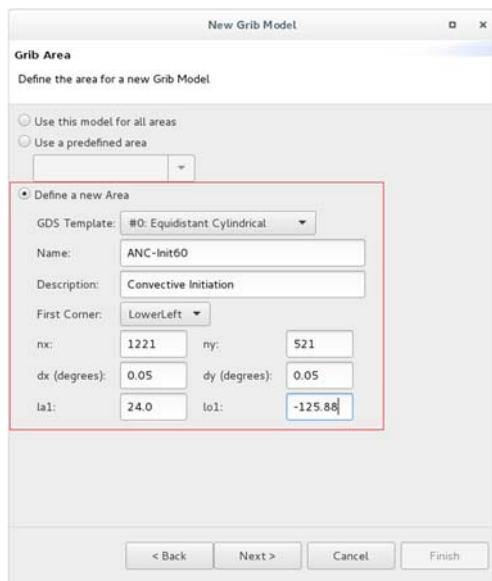 New Grib Model
Grib Area
Define the area for a new Grib Model
Use this model for all areas
Use a predefined area
Define a new Area
GDS Template: #0: Equidistant Cylindrical
Name: ANC-Init60
Description: Convective Initiation
First Corner: LowerLeft
nx: 1221 ny: 521
dx (degrees): 0.05 dy (degrees): 0.05
la1: 24.0 lo1: -125.88
< Back Next > Cancel Finish